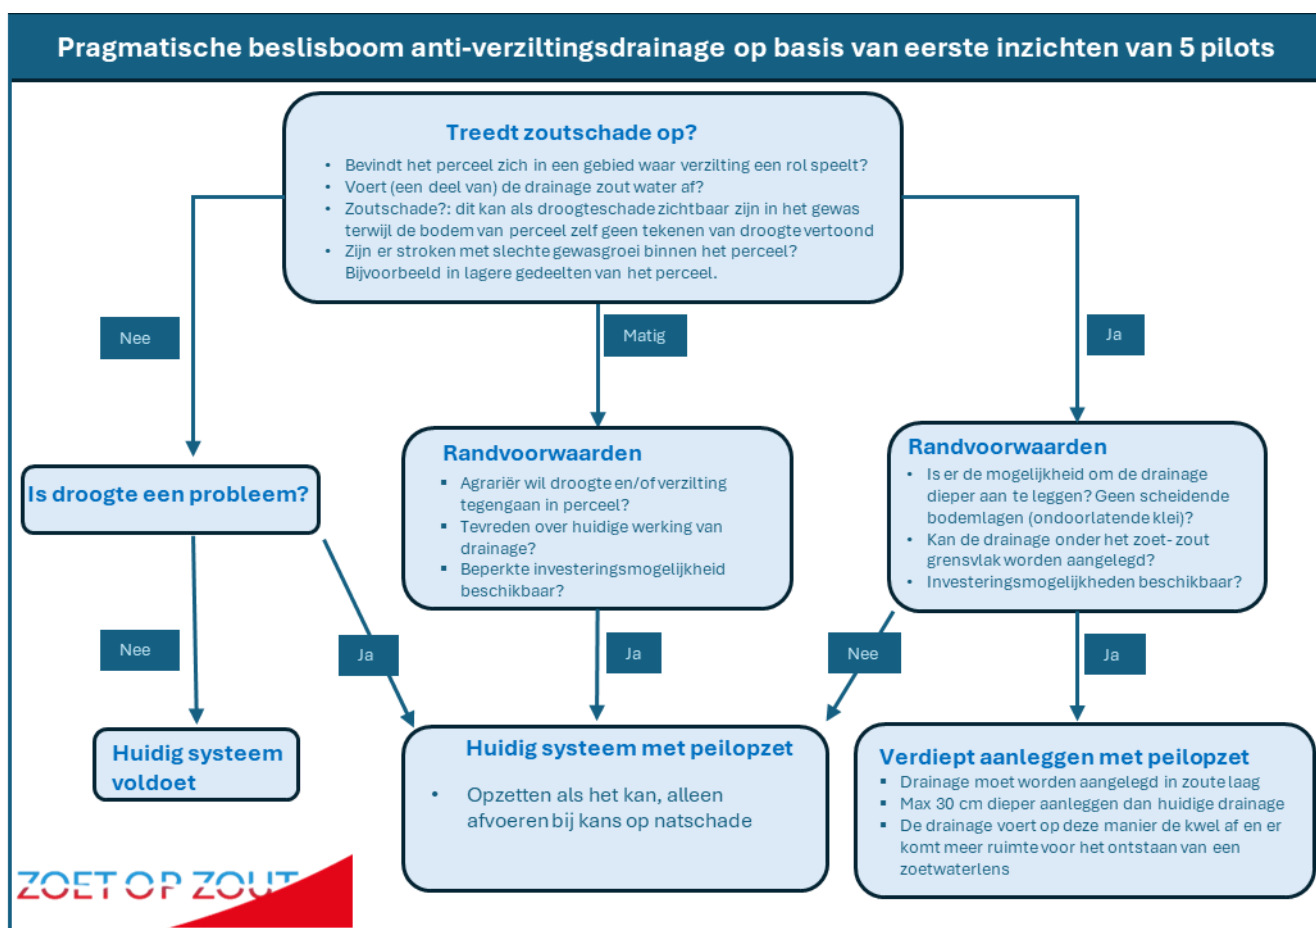 Pragmatische beslisboom anti-verziltingsdrainage op basis van eerste inzichten van 5 pilots
Treedt zoutschade op?
• Bevindt het perceel zich in een gebied waar verzilting een rol speelt?
• Voert (een deel van) de drainage zout water af?
• Zoutschade?: dit kan als droogteschade zichtbaar zijn in het gewas
terwijl de bodem van perceel zelf geen tekenen van droogte vertoond
• Zijn er stroken met slechte gewasgroei binnen het perceel?
Bijvoorbeeld in lagere gedeelten van het perceel.
Nee
Matig
Ja
Is droogte een probleem?
Randvoorwaarden
▪ Agrariër wil droogte en/of verzilting
tegengaan in perceel?
▪ Tevreden over huidige werking van
drainage?
▪ Beperkte investeringsmogelijkheid
beschikbaar?
Randvoorwaarden
• Is er de mogelijkheid om de drainage
dieper aan te leggen? Geen scheidende
bodemlagen (ondoorlatende klei)?
• Kan de drainage onder het zoet- zout
grensvlak worden aangelegd?
• Investeringsmogelijkheden beschikbaar?
Nee
Ja
Ja
Nee
Ja
Huidig systeem
voldoet
Huidig systeem met peilopzet
• Opzetten als het kan, alleen
afvoeren bij kans op natschade
Verdiept aanleggen met peilopzet
▪ Drainage moet worden aangelegd in zoute laag
▪ Max 30 cm dieper aanleggen dan huidige drainage
▪ De drainage voert op deze manier de kwel af en er
komt meer ruimte voor het ontstaan van een
zoetwaterlens
ZOET OP ZOUT